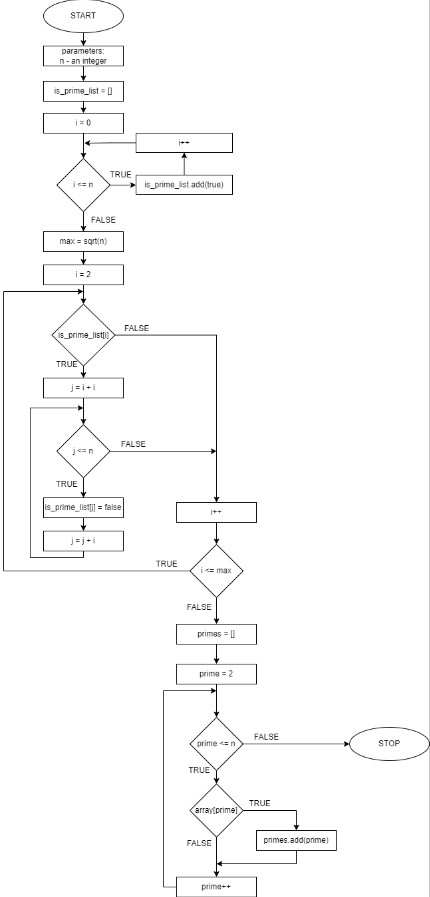 START
parameters:
n - an integer
is_prime_list = []
i = 0
i++
i <= n
TRUE
is_prime_list.add(true)
FALSE
max = sqrt(n)
i = 2
is_prime_list[i]
FALSE
TRUE
j = i + i
j <= n
FALSE
TRUE
is_prime_list[j] = false
i++
j = j + i
TRUE
i <= max
FALSE
primes = []
prime = 2
prime <= n
FALSE
STOP
TRUE
array[prime]
TRUE
primes.add(prime)
FALSE
prime++